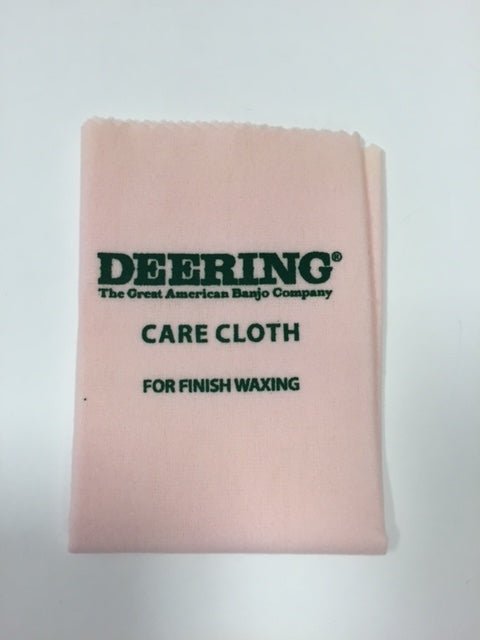 DEERING®
The Great American Banjo Company
CARE CLOTH
FOR FINISH WAXING